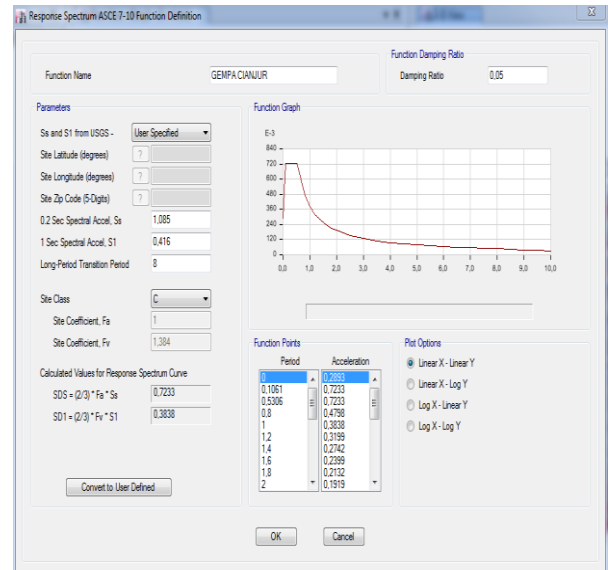 Response Spectrum ASCE 7-10 Function Definition
Function Damping Ratio
Function Name GEMPA CIANJUR Damping Ratio 0,05
Parameters
Ss and S1 from USGS - User Specified
Site Latitude (degrees) ?
Site Longitude (degrees) ?
Site Zip Code (5-Digits) ?
0.2 Sec Spectral Accel, Ss 1,085
1 Sec Spectral Accel, S1 0,416
Long-Period Transition Period 8
Site Class C
Site Coefficient, Fa 1
Site Coefficient, Fv 1,384
Calculated Values for Response Spectrum Curve
SDS = (2/3) * Fa * Ss 0,7233
SD1 = (2/3) * Fv * S1 0,3838
Convert to User Defined
Function Graph
E-3
840
720
600
480
360
240
120
0
0,0 1,0 2,0 3,0 4,0 5,0 6,0 7,0 8,0 9,0 10,0
Function Points
Period Acceleration
0 0,2893
0,1061 0,7233
0,5306 0,7233
0,8 0,4798
1 0,3838
1,2 0,3199
1,4 0,2742
1,6 0,2399
1,8 0,2132
2 0,1919
Plot Options
Linear X - Linear Y
Linear X - Log Y
Log X - Linear Y
Log X - Log Y
OK Cancel